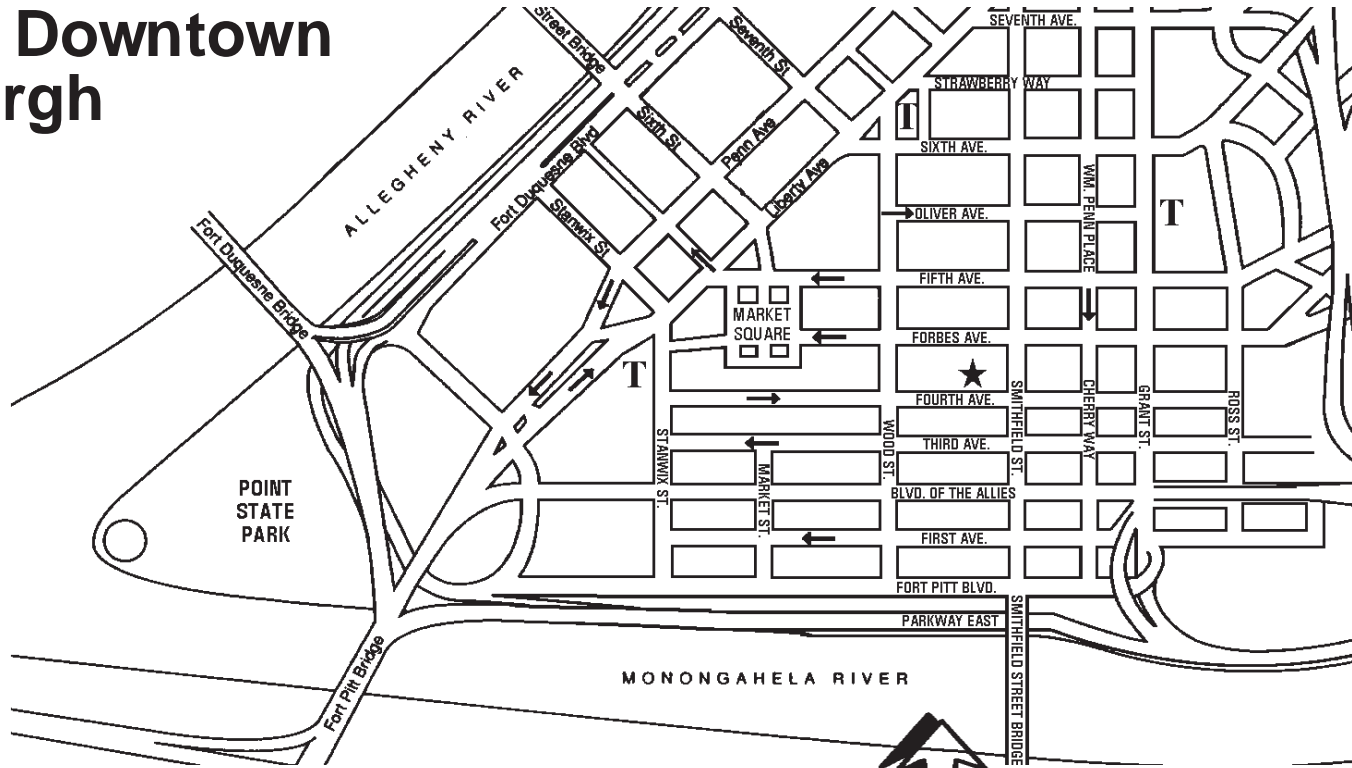 Downtown
rgh
SEVENTH AVE.
Street Bridge
Seventh St
ALLEGHENY RIVER
STRAWBERRY WAY
T
Sixth St
Penn Ave
SIXTH AVE.
Fort Duquesne Blvd
Liberty Ave
WM. PENN PLACE
T
Stanwix St
OLIVER AVE.
Fort Duquesne Bridge
FIFTH AVE.
MARKET
SQUARE
FORBES AVE.
T
FOURTH AVE.
SMITHFIELD ST.
CHERRY WAY
GRANT ST.
ROSS ST.
STANWIX ST.
WOOD ST.
THIRD AVE.
MARKET ST.
POINT
STATE
PARK
BLVD. OF THE ALLIES
FIRST AVE.
FORT PITT BLVD.
PARKWAY EAST
SMITHFIELD STREET BRIDGE
Fort Pitt Bridge
MONONGAHELA RIVER